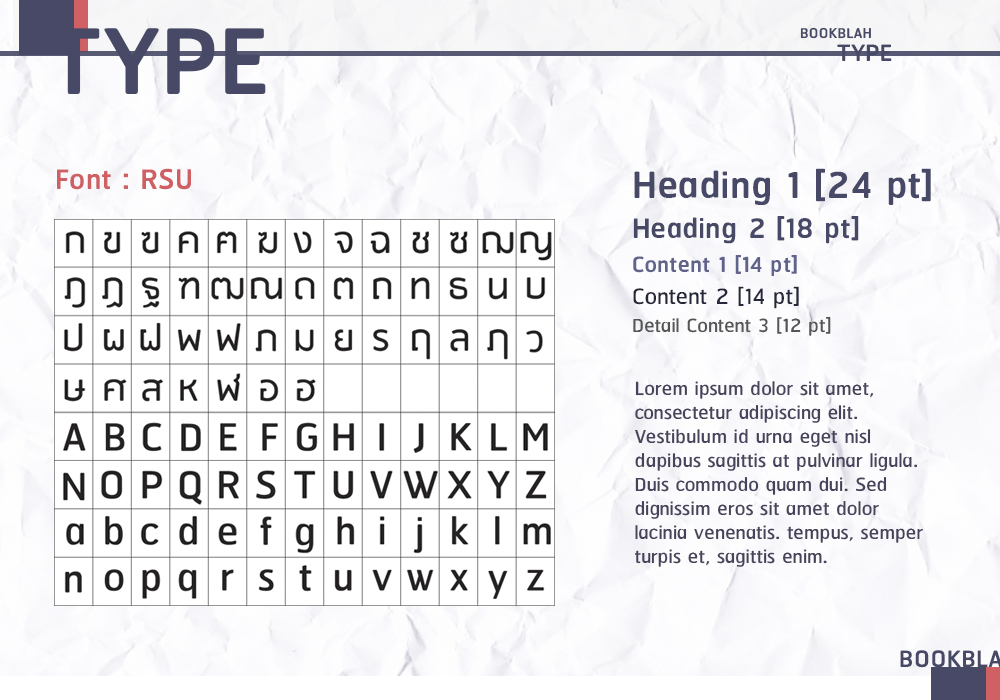 TYPE
BOOKBLAH
TYPE
Font : RSU
ก ข ฃ ค ฅ ฆ ง จ ฉ ช ซ ฌ ญ
ฎ ฏ ฐ ฑ ฒ ณ ด ต ถ ท ธ น บ
ป ผ ฝ พ ฟ ภ ม ย ร ฤ ล ฦ ว
ษ ศ ส ห ฬ อ ฮ
A B C D E F G H I J K L M
N O P Q R S T U V W X Y Z
a b c d e f g h i j k l m
n o p q r s t u v w x y z
Heading 1 [24 pt]
Heading 2 [18 pt]
Content 1 [14 pt]
Content 2 [14 pt]
Detail Content 3 [12 pt]
Lorem ipsum dolor sit amet,
consectetur adipiscing elit.
Vestibulum id urna eget nisl
dapibus sagittis at pulvinar ligula.
Duis commodo quam dui. Sed
dignissim eros sit amet dolor
lacinia venenatis. tempus, semper
turpis et, sagittis enim.
BOOKBLA